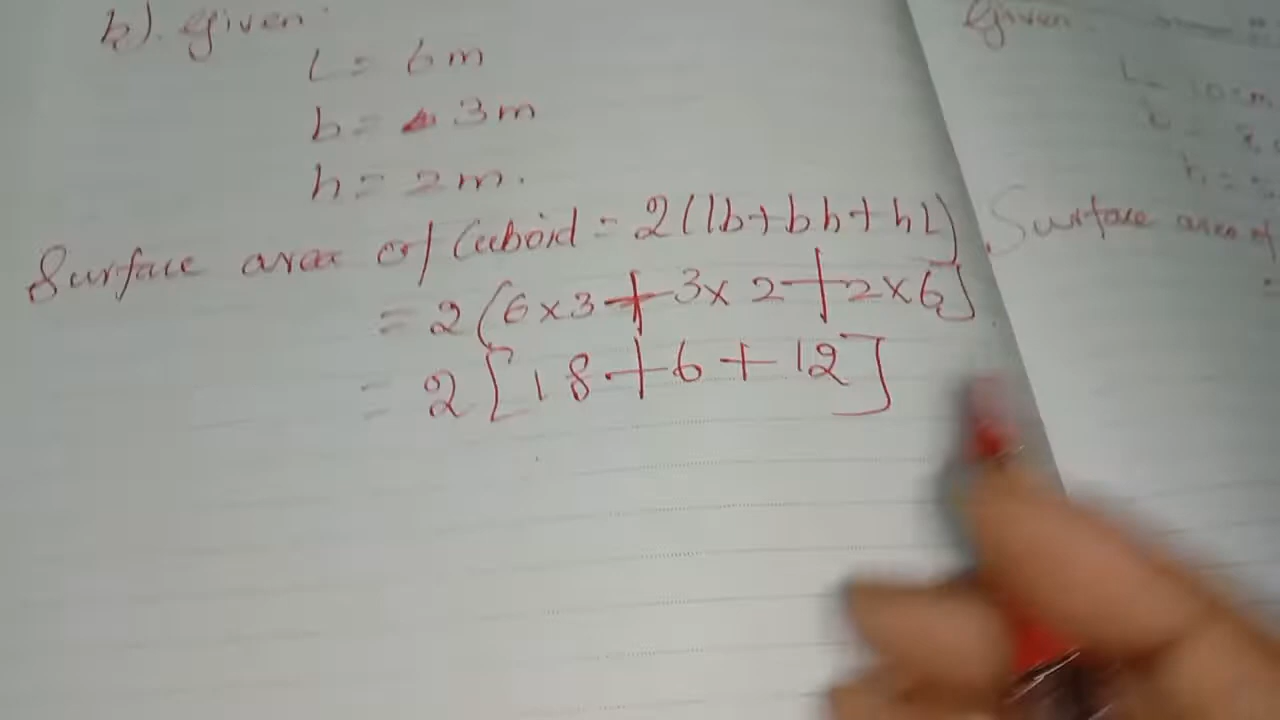 b). given
L = 6m
b = 3m
h = 2m.
Surface area of Cuboid = 2(lb+bh+hL)
= 2(6×3+3×2+2×6]
= 2[18+6+12]
Given
L
Surface area of